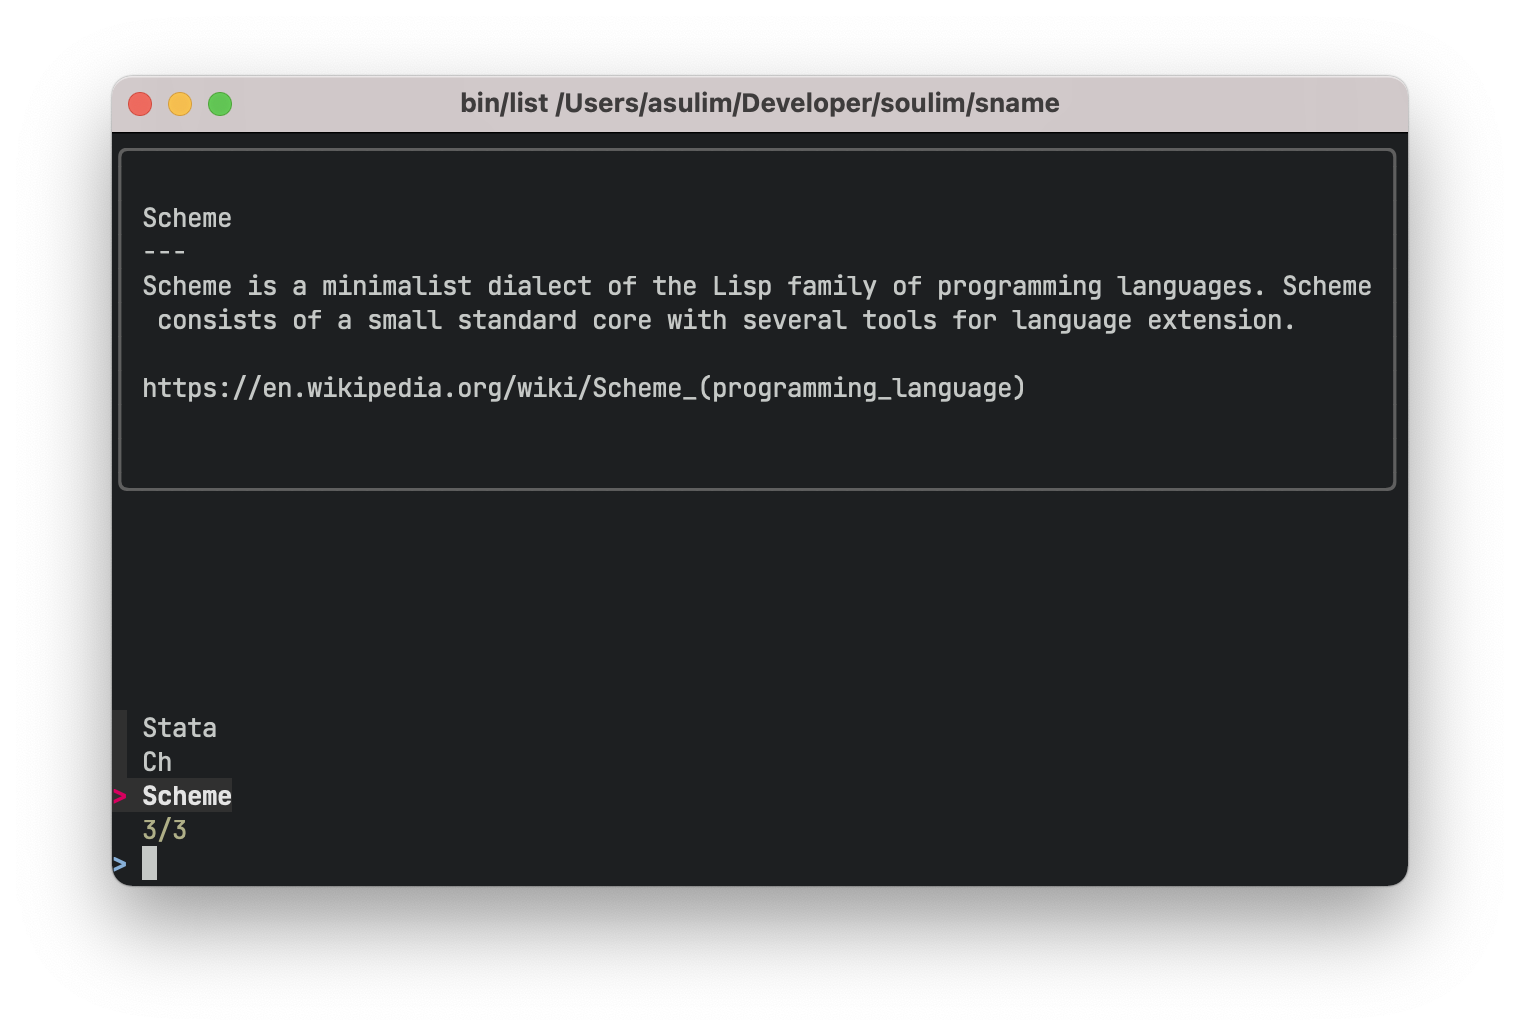 bin/list /Users/asulim/Developer/soulim/sname
Scheme
---
Scheme is a minimalist dialect of the Lisp family of programming languages. Scheme
consists of a small standard core with several tools for language extension.
https://en.wikipedia.org/wiki/Scheme_(programming_language)
Stata
Ch
> Scheme
3/3
>